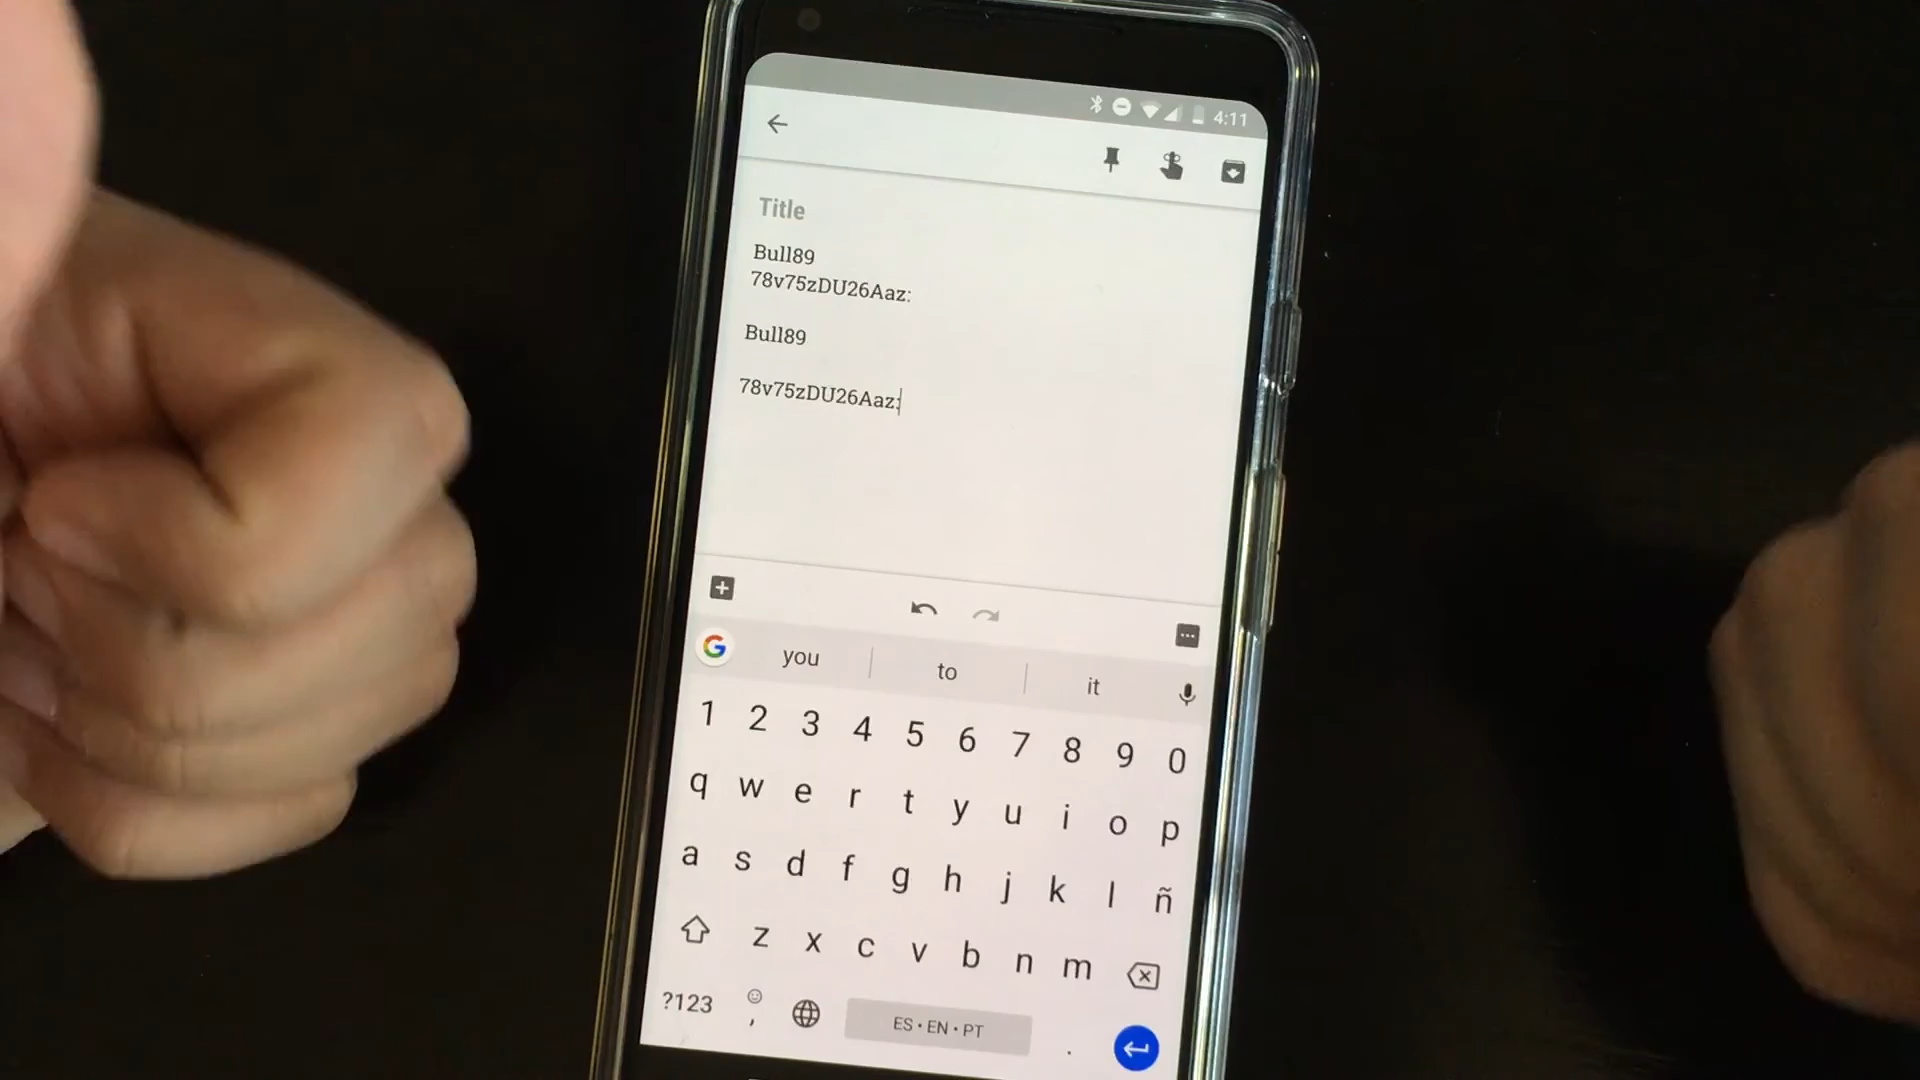 4:11
Title
Bull89
78v75zDU26Aaz:
Bull89
78v75zDU26Aaz:
G you to it
1 2 3 4 5 6 7 8 9 0
q w e r t y u i o p
a s d f g h j k l ñ
z x c v b n m
?123 , ES • EN • PT .